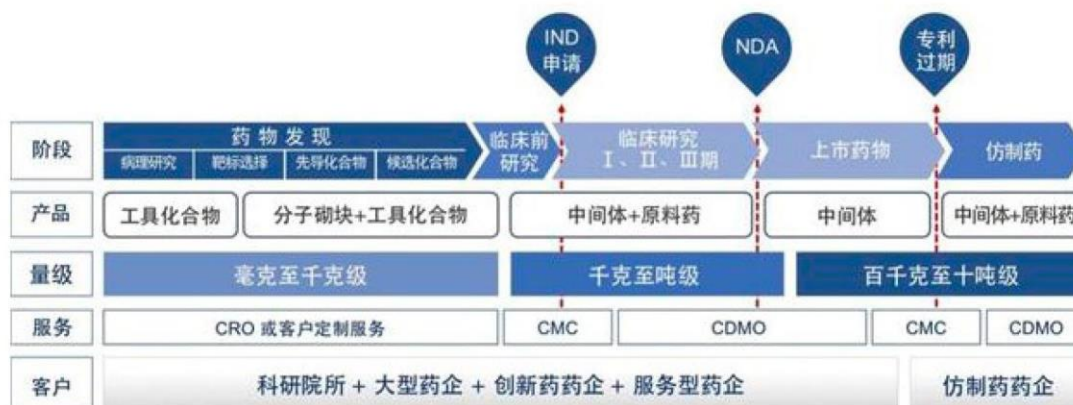 IND
申请
NDA
专利
过期
阶段
药物发现
病理研究
靶标选择
先导化合物
候选化合物
临床前
研究
临床研究
I、II、III期
上市药物
仿制药
产品
工具化合物
分子砌块+工具化合物
中间体+原料药
中间体
中间体+原料药
量级
毫克至千克级
千克至吨级
百千克至十吨级
服务
CRO 或客户定制服务
CMC
CDMO
CMC
CDMO
客户
科研院所 + 大型药企 + 创新药药企 + 服务型药企
仿制药药企